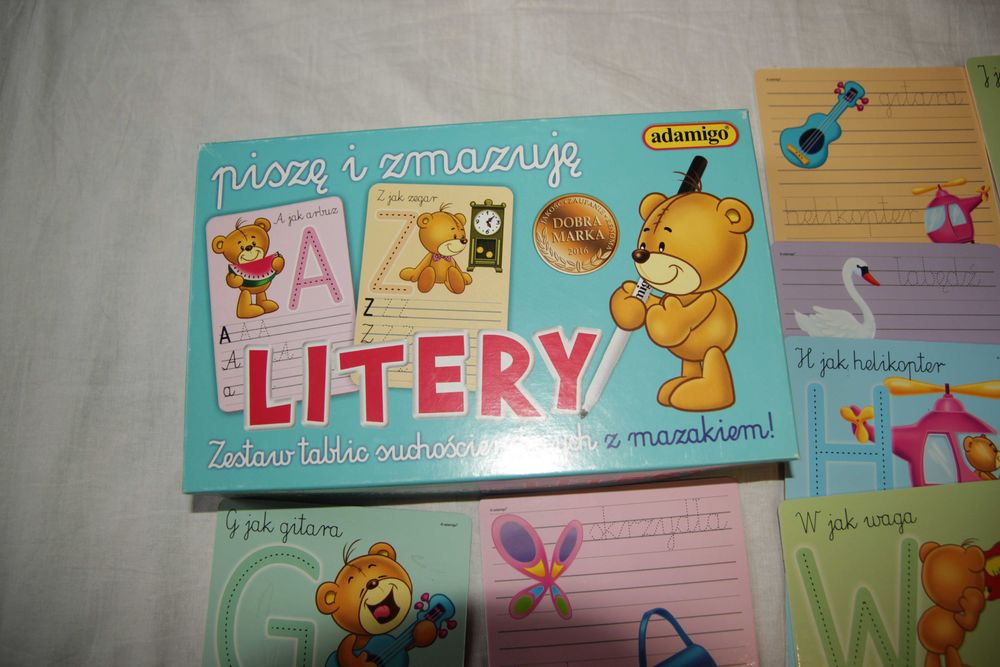 piszę i zmazuję
adamigo
A jak arbuz
A
A A A
A A
a
Z jak zegar
Z
Z Z Z Z
Z Z Z
DOBRA
MARKA
2016
LITERY
z mazakiem!
Zestaw tablic
gitara
helikopter
łabędź
H jak helikopter
H
W jak waga
W
G jak gitara
G
skrzydła